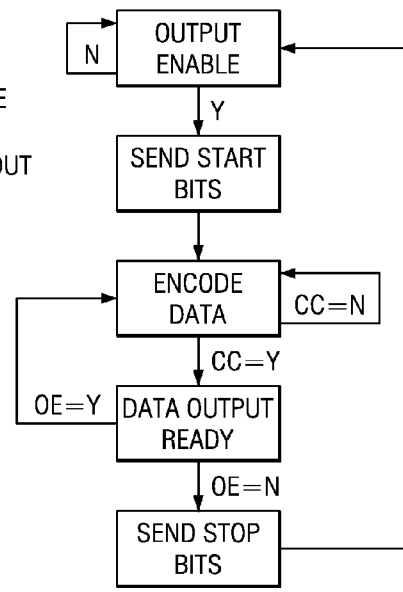 OUTPUT
ENABLE
N
Y
SEND START
BITS
ENCODE
DATA
CC=N
CC=Y
OE=Y
DATA OUTPUT
READY
OE=N
SEND STOP
BITS